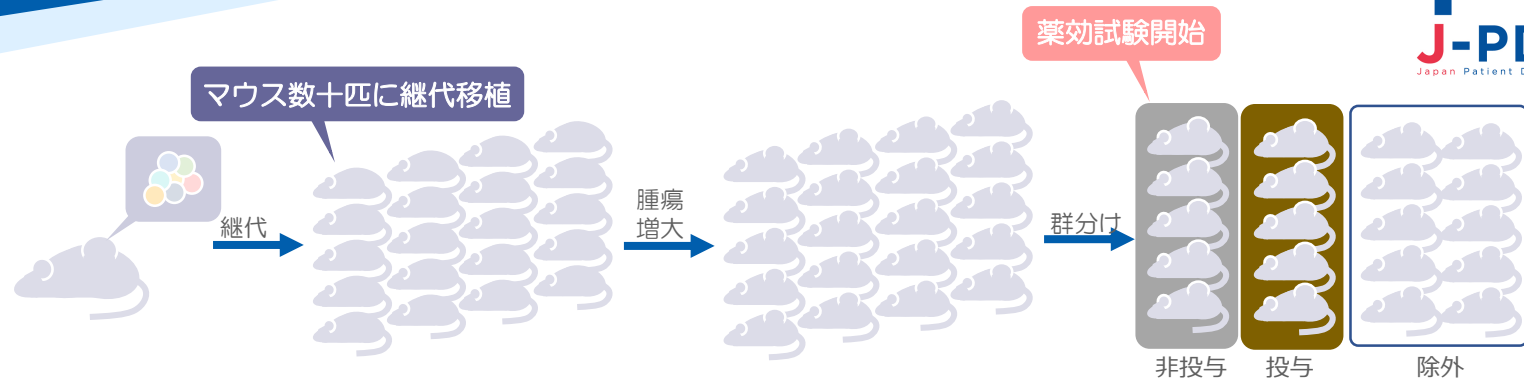 薬効試験開始
J-PD
Japan Patient D
マウス数十匹に継代移植
継代
腫瘍
増大
群分け
非投与
投与
除外